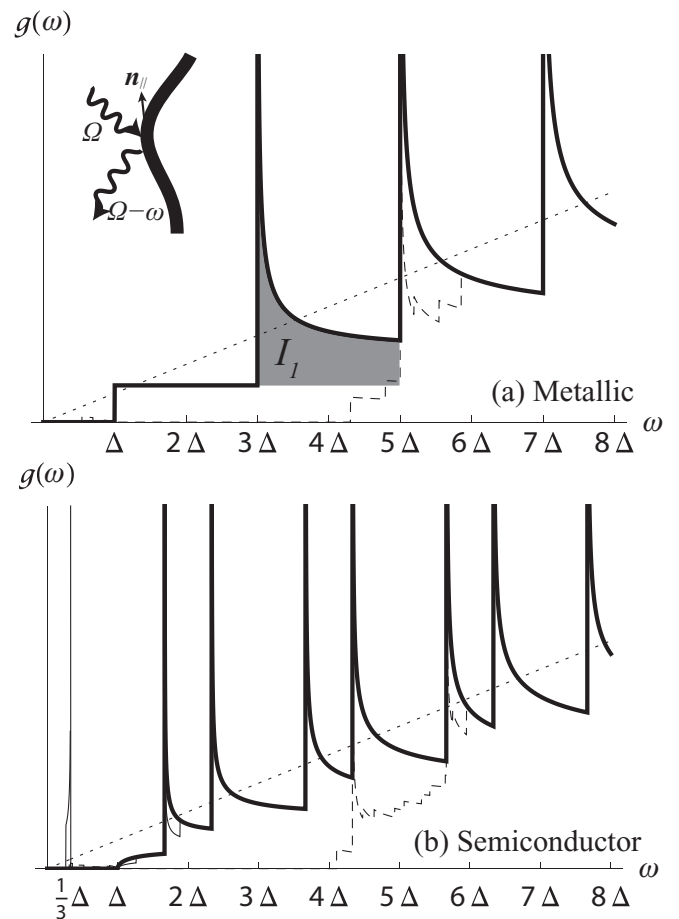 g(ω)
n//
Ω
Ω−ω
I1
(a) Metallic
Δ 2Δ 3Δ 4Δ 5Δ 6Δ 7Δ 8Δ ω
g(ω)
(b) Semiconductor
1/3Δ Δ 2Δ 3Δ 4Δ 5Δ 6Δ 7Δ 8Δ ω